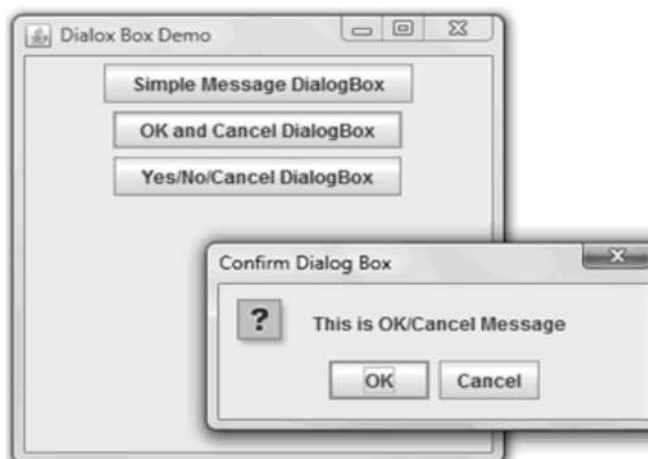 Dialox Box Demo
Simple Message DialogBox
OK and Cancel DialogBox
Yes/No/Cancel DialogBox
Confirm Dialog Box
?
This is OK/Cancel Message
OK
Cancel